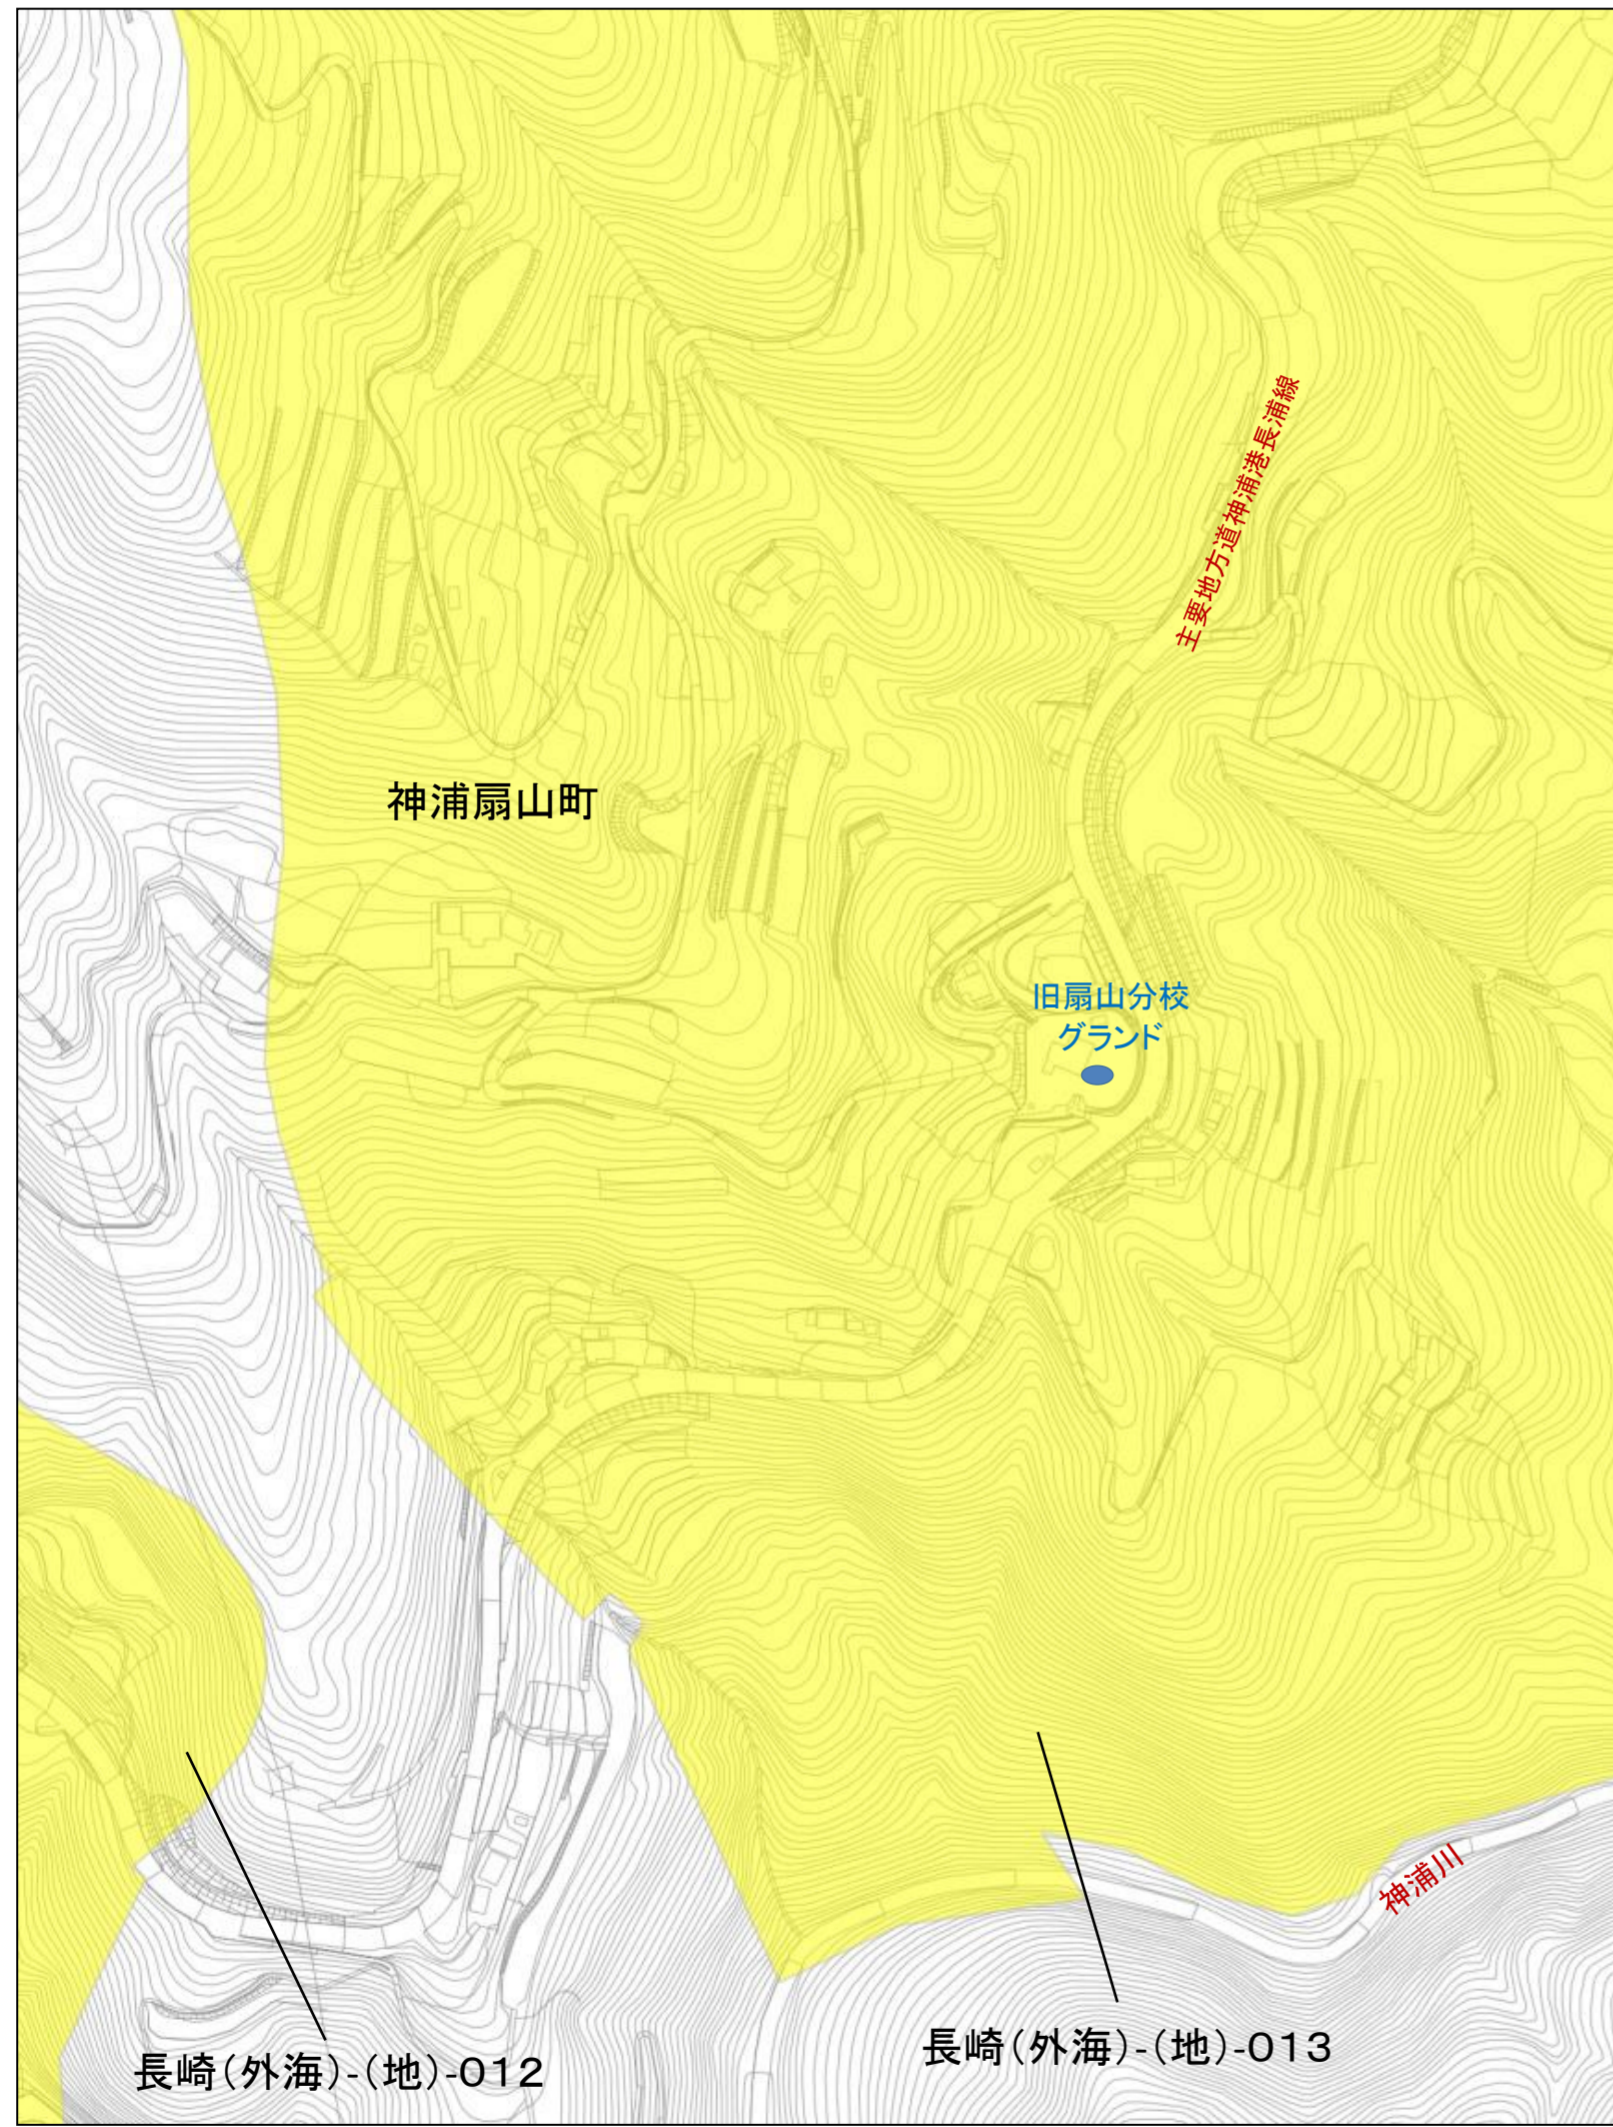 主要地方道神浦港長浦線
神浦扇山町
旧扇山分校
グランド
神浦川
長崎（外海）-（地）-０１３
長崎（外海）-（地）-０１２